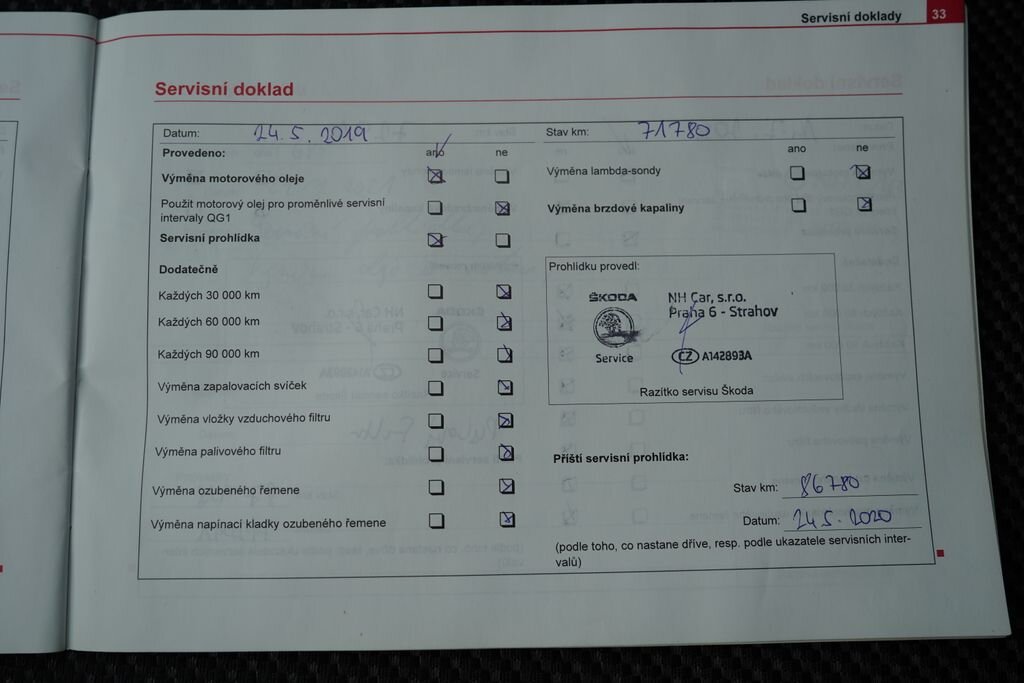 Servisní doklady 33
Servisní doklad
Datum: 24.5.2019
Stav km: 71780
Provedeno: ano ne
ano ne
Výměna motorového oleje
Výměna lambda-sondy
Použit motorový olej pro proměnlivé servisní
intervaly QG1
Výměna brzdové kapaliny
Servisní prohlídka
Dodatečně
Každých 30 000 km
Každých 60 000 km
Každých 90 000 km
Výměna zapalovacích svíček
Výměna vložky vzduchového filtru
Výměna palivového filtru
Výměna ozubeného řemene
Výměna napínací kladky ozubeného řemene
Prohlídku provedl:
ŠKODA
Service
NH Car, s.r.o.
Praha 6 - Strahov
CZ A142893A
Razítko servisu Škoda
Příští servisní prohlídka:
Stav km: 86780
Datum: 24.5.2020
(podle toho, co nastane dříve, resp. podle ukazatele servisních inter-
valů)